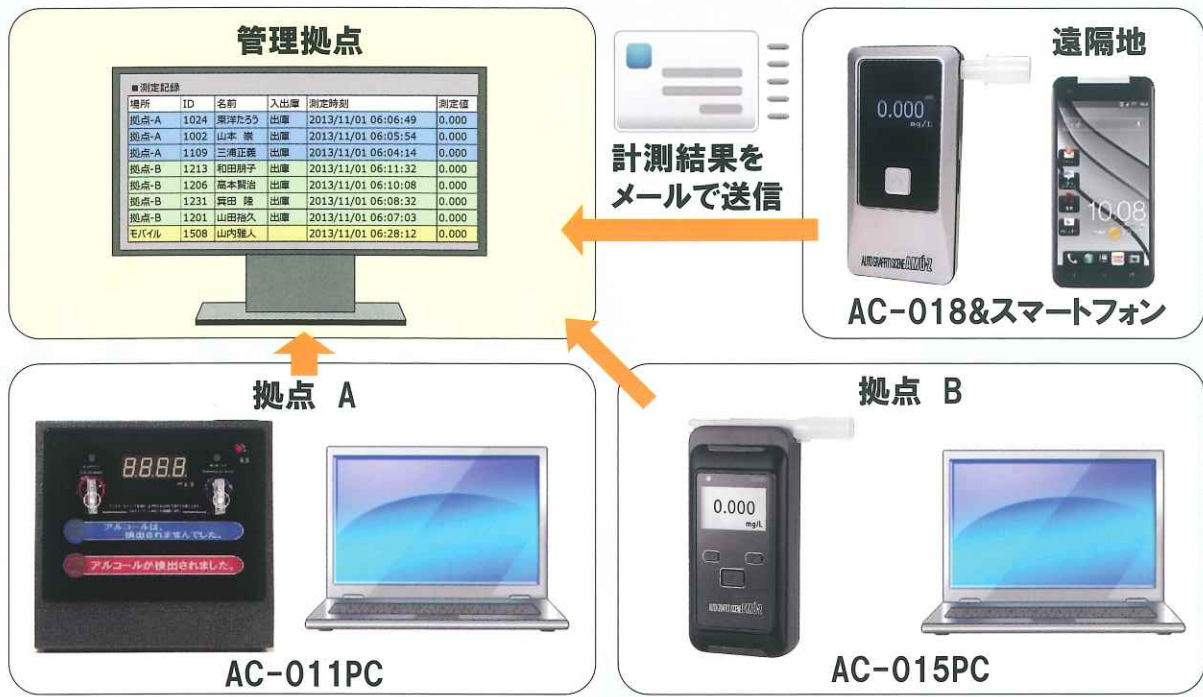 管理拠点
■測定記録
場所 ID 名前 入出庫 測定時刻 測定値
拠点-A 1024 東洋たろう 出庫 2013/11/01 06:06:49 0.000
拠点-A 1002 山本 崇 出庫 2013/11/01 06:05:54 0.000
拠点-A 1109 三浦正義 出庫 2013/11/01 06:04:14 0.000
拠点-B 1213 和田朋子 出庫 2013/11/01 06:11:32 0.000
拠点-B 1206 高本賢治 出庫 2013/11/01 06:10:08 0.000
拠点-B 1231 箕田 隆 出庫 2013/11/01 06:08:32 0.000
拠点-B 1201 山田裕久 出庫 2013/11/01 06:07:03 0.000
モバイル 1508 山内雅人 2013/11/01 06:28:12 0.000
計測結果を
メールで送信
遠隔地
0.000
mg/L
AUTO GRAFFITI SCENE AMU-Z
10:08
AC-018&スマートフォン
拠点 A
8.8.8.8
アルコールは、
検出されませんでした。
アルコールが検出されました。
AC-011PC
拠点 B
0.000
mg/L
AUTO GRAFFITI SCENE AMU-Z
AC-015PC